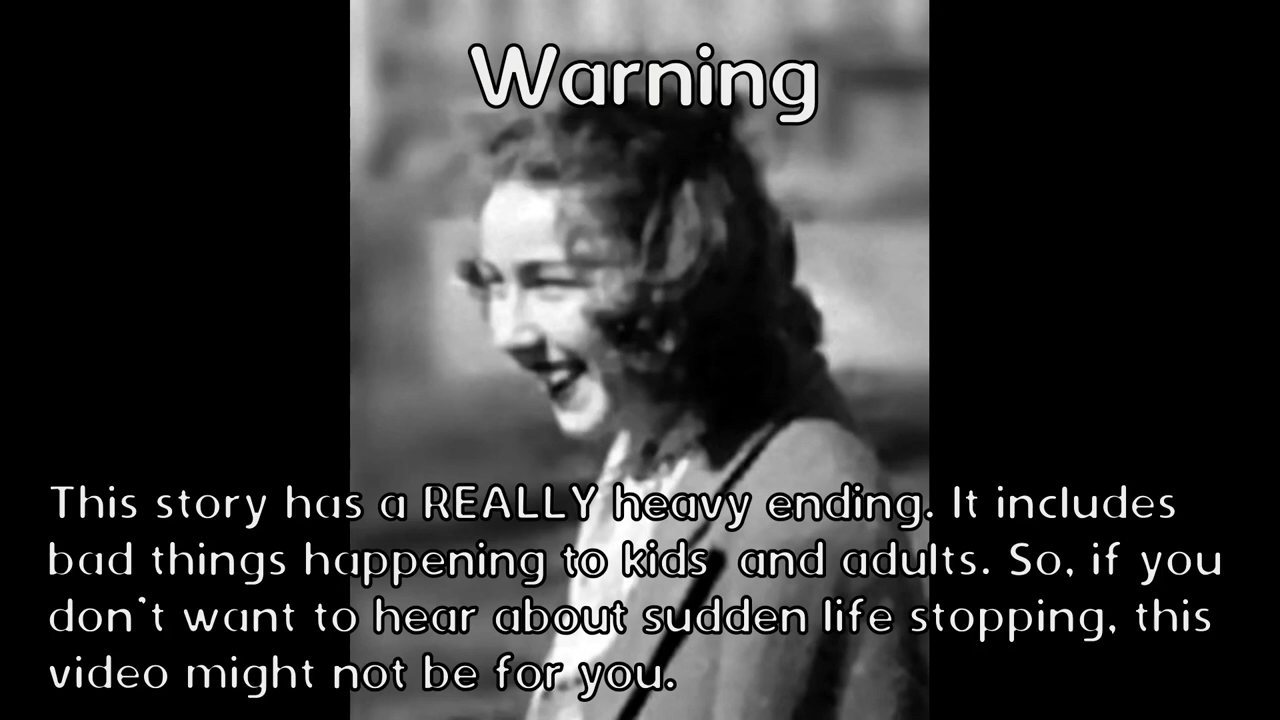 Warning
This story has a REALLY heavy ending. It includes
bad things happening to kids  and adults. So, if you
don't want to hear about sudden life stopping, this
video might not be for you.